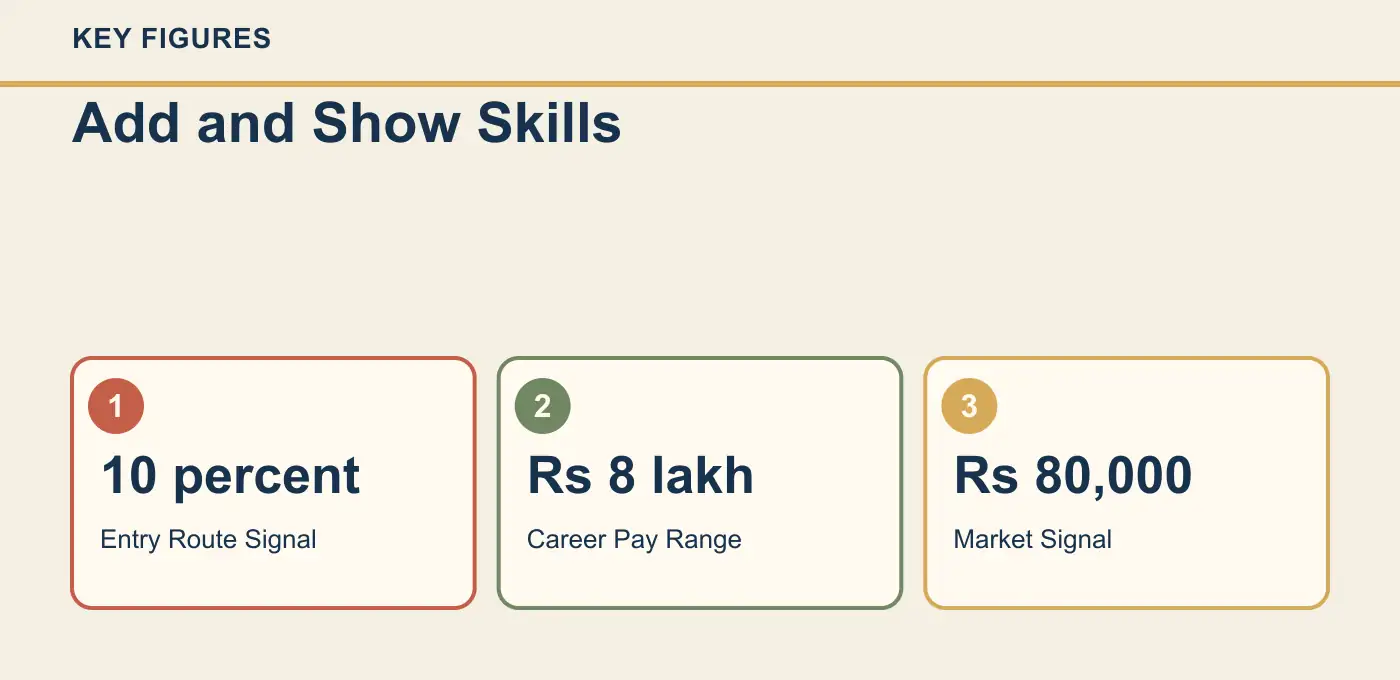 KEY FIGURES
Add and Show Skills
1
10 percent
Entry Route Signal
2
Rs 8 lakh
Career Pay Range
3
Rs 80,000
Market Signal